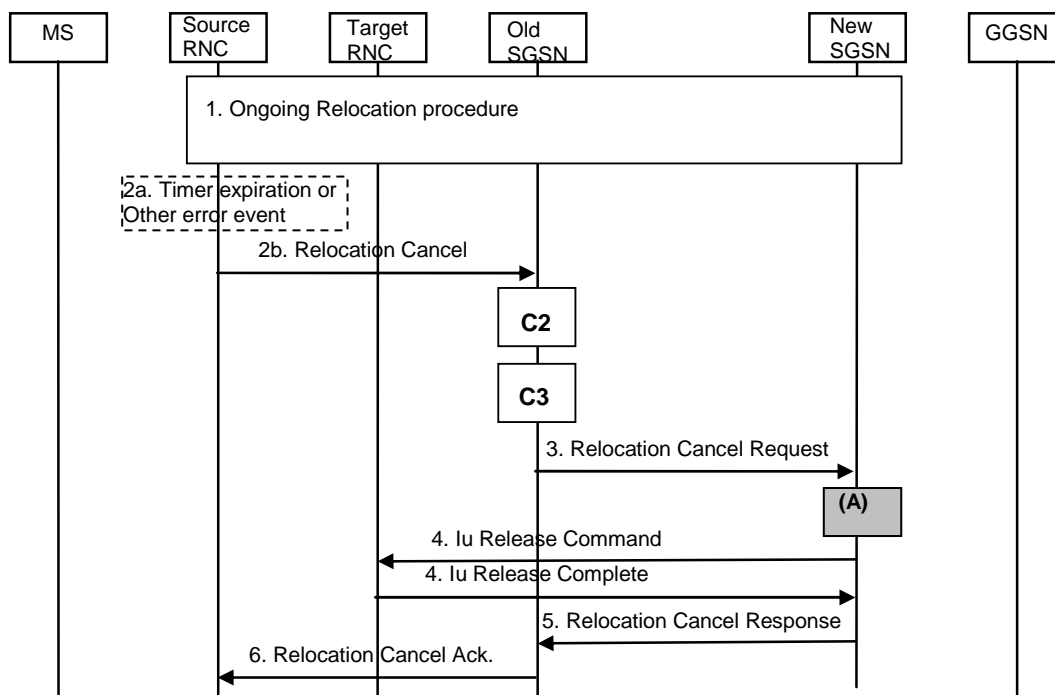 MS
Source
RNC
Target
RNC
Old
SGSN
New
SGSN
GGSN
1. Ongoing Relocation procedure
2a. Timer expiration or
Other error event
2b. Relocation Cancel
C2
C3
3. Relocation Cancel Request
(A)
4. Iu Release Command
4. Iu Release Complete
5. Relocation Cancel Response
6. Relocation Cancel Ack.